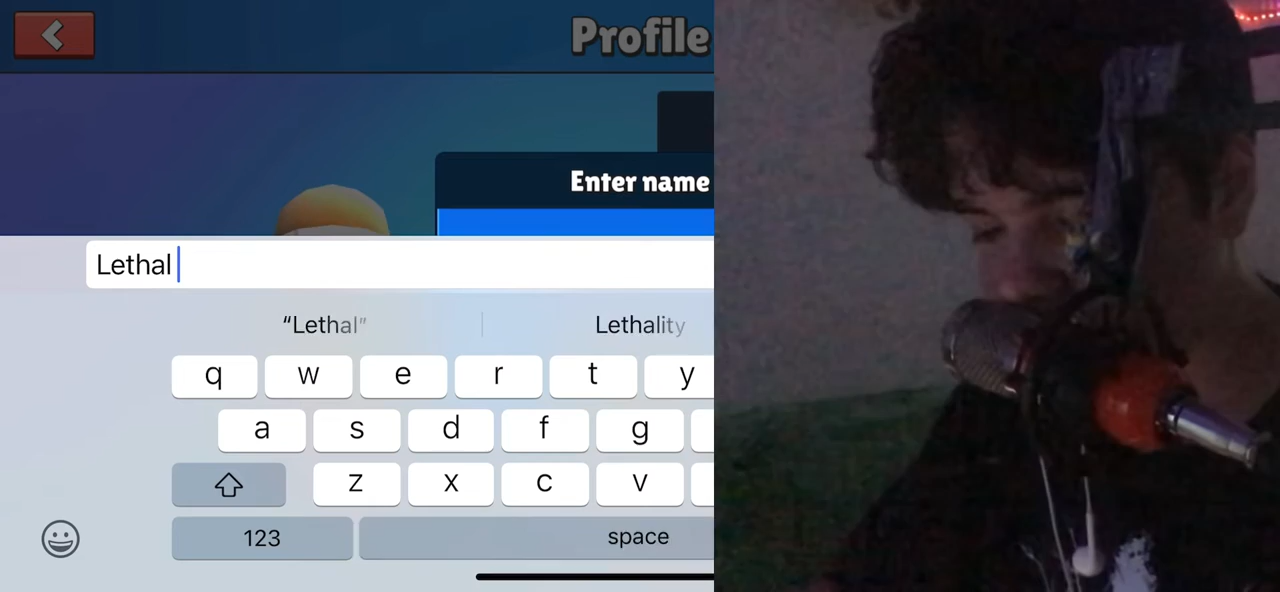 Profile
Enter name
Lethal
“Lethal” Lethality
q w e r t y
a s d f g
z x c v
123 space